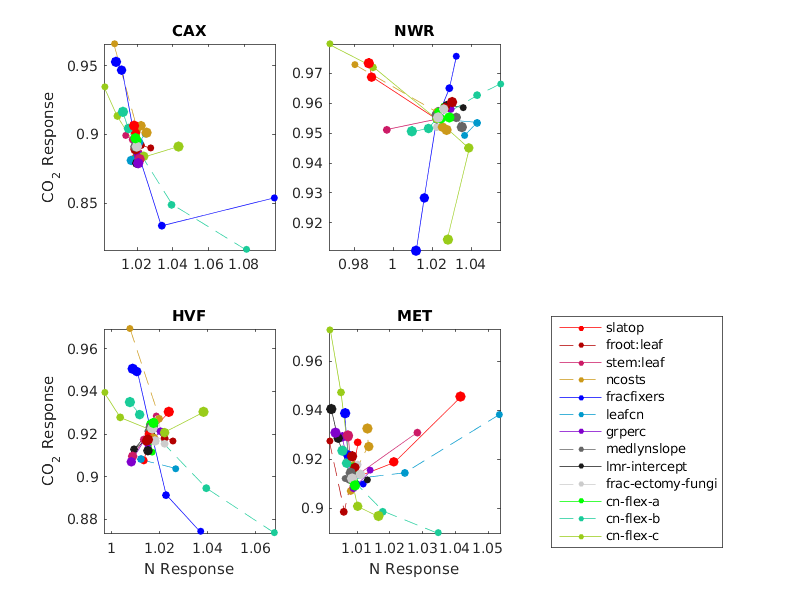 CAX
NWR
0.95
0.9
0.85
CO2 Response
1.02 1.04 1.06 1.08
0.97
0.96
0.95
0.94
0.93
0.92
0.98 1 1.02 1.04
HVF
MET
0.96
0.94
0.92
0.9
0.88
CO2 Response
1 1.02 1.04 1.06
N Response
0.96
0.94
0.92
0.9
1.01 1.02 1.03 1.04 1.05
N Response
slatop
froot:leaf
stem:leaf
ncosts
fracfixers
leafcn
grperc
medlynslope
lmr-intercept
frac-ectomy-fungi
cn-flex-a
cn-flex-b
cn-flex-c